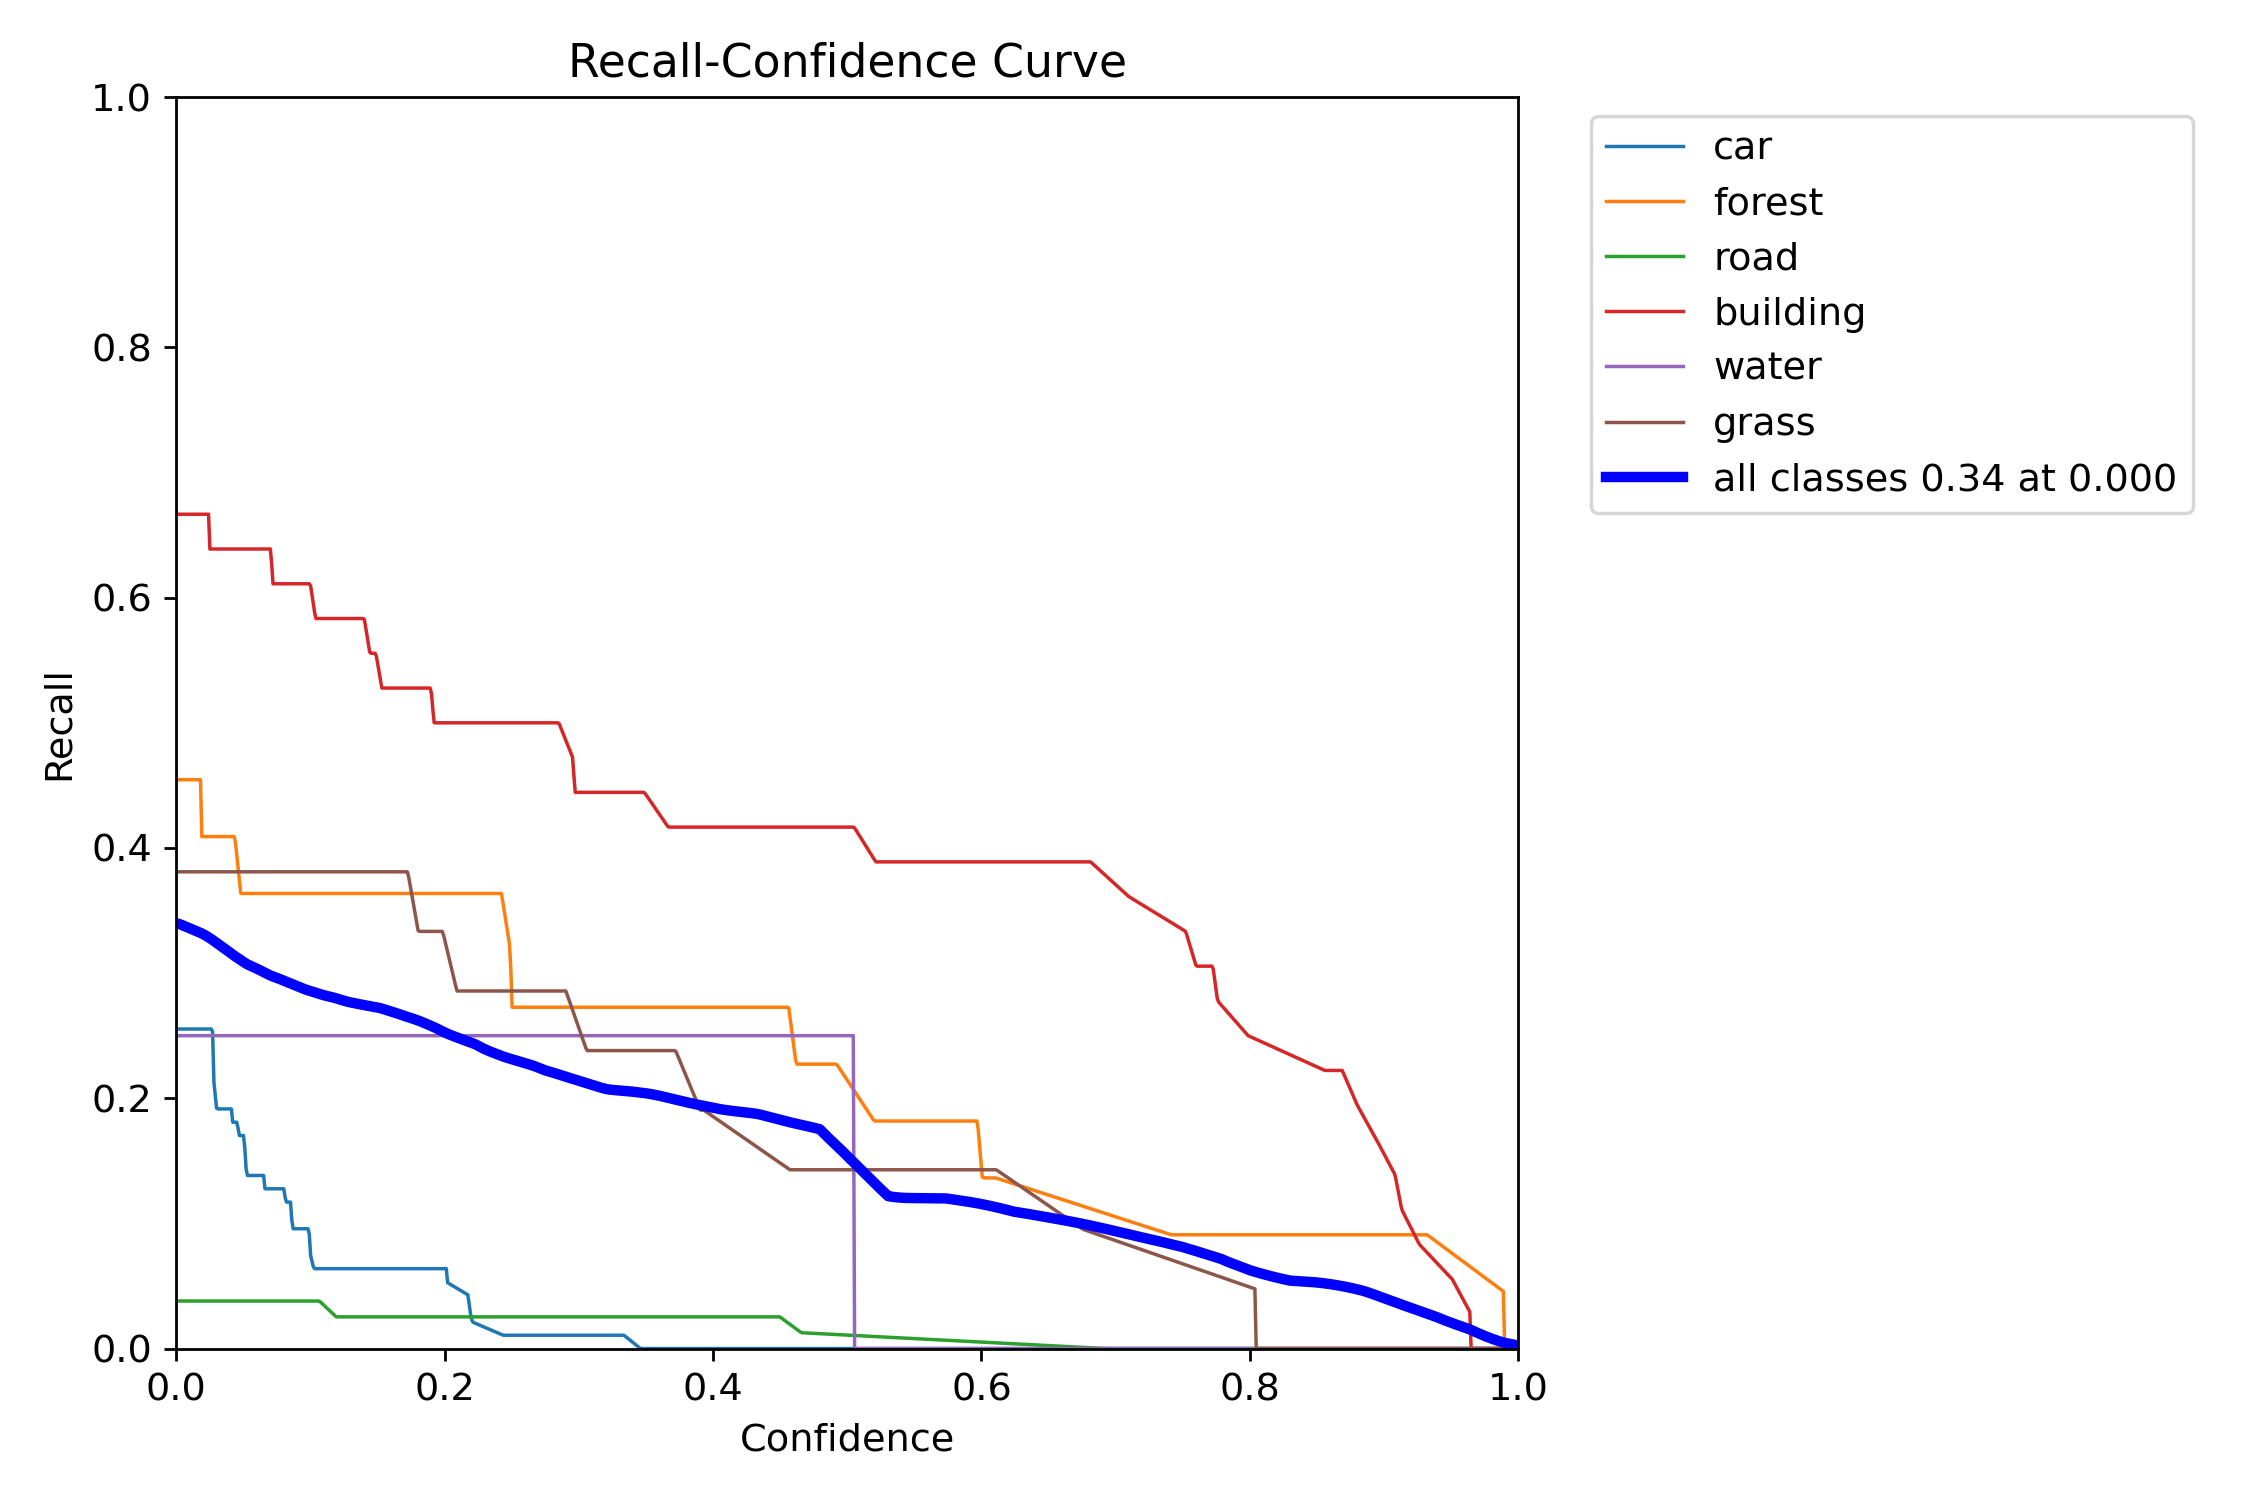 Recall-Confidence Curve
1.0
0.8
0.6
0.4
0.2
0.0
Recall
0.0 0.2 0.4 0.6 0.8 1.0
Confidence
car
forest
road
building
water
grass
all classes 0.34 at 0.000